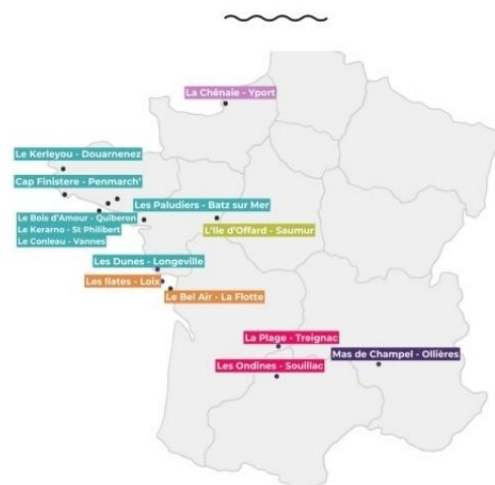 La Chênaie - Yport
Le Kerleyou - Douarnenez
Cap Finistere - Penmarch'
Les Paludiers - Batz sur Mer
Le Bois d'Amour - Quiberon
Le Kerarno - St Philibert
Le Conleau - Vannes
L'Ile d'Offard - Saumur
Les Dunes - Longeville
Les Ilates - Loix
Le Bel Air - La Flotte
La Plage - Treignac
Mas de Champel - Ollières
Les Ondines - Souillac